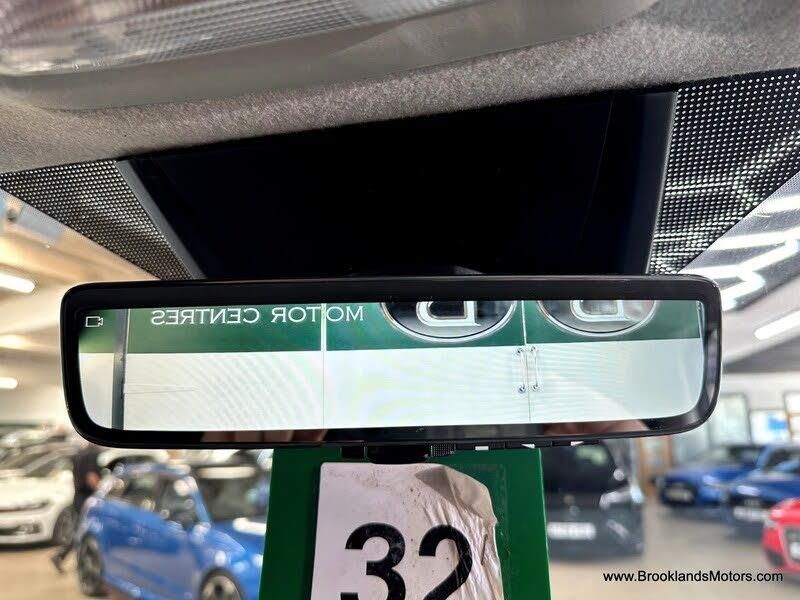 MOTOR CENTRES
B B
32
www.BrooklandsMotors.com